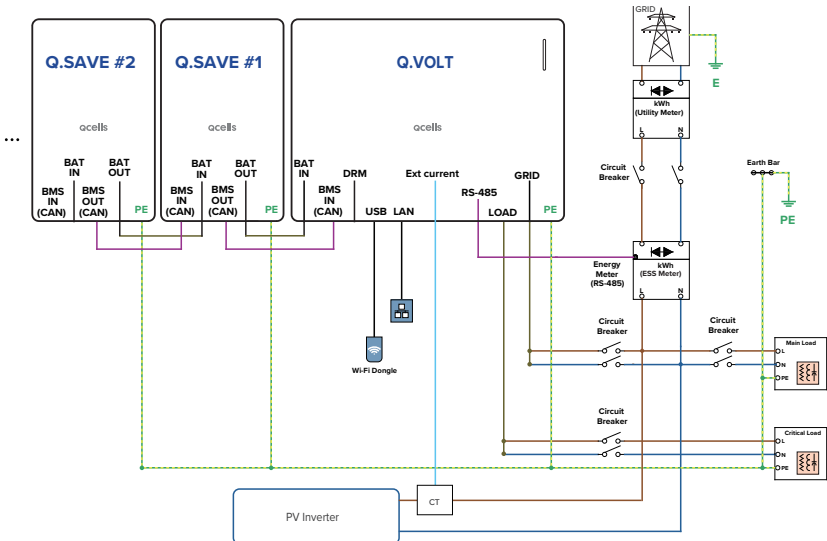 GRID
Q.SAVE #2
Q.SAVE #1
Q.VOLT
E
kWh
(Utility Meter)
L
N
qcells
qcells
qcells
...
BAT
IN
BAT
OUT
BMS
IN
(CAN)
BMS
OUT
(CAN)
PE
BAT
IN
BAT
OUT
BMS
IN
(CAN)
BMS
OUT
(CAN)
PE
BAT
IN
BMS
IN
(CAN)
DRM
USB
LAN
Ext current
RS-485
LOAD
GRID
PE
Circuit
Breaker
Earth Bar
PE
Energy
Meter
(RS-485)
kWh
(ESS Meter)
L
N
Wi-Fi Dongle
Circuit
Breaker
Circuit
Breaker
Main Load
L
N
PE
Circuit
Breaker
Critical Load
L
N
PE
PV Inverter
CT